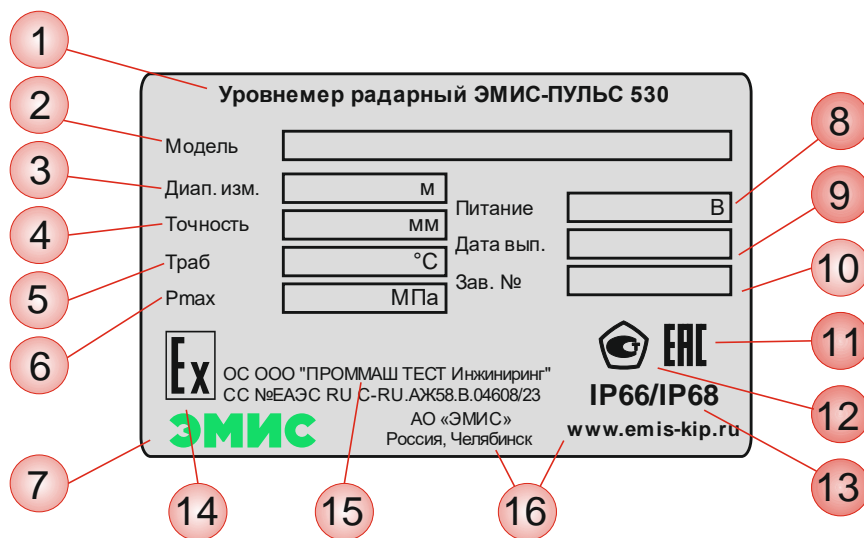 1
Уровнемер радарный ЭМИС-ПУЛЬС 530
2
Модель
3
Диап. изм. м
4
Точность мм
5
Траб °C
6
Pmax МПа
Питание В
8
Дата вып.
9
Зав. №
10
EAC
11
Ex
ОС ООО "ПРОММАШ ТЕСТ Инжиниринг"
СС №ЕАЭС RU С-RU.АЖ58.В.04608/23
IP66/IP68
12
ЭМИС
АО «ЭМИС»
Россия, Челябинск
www.emis-kip.ru
7
14
15
16
13